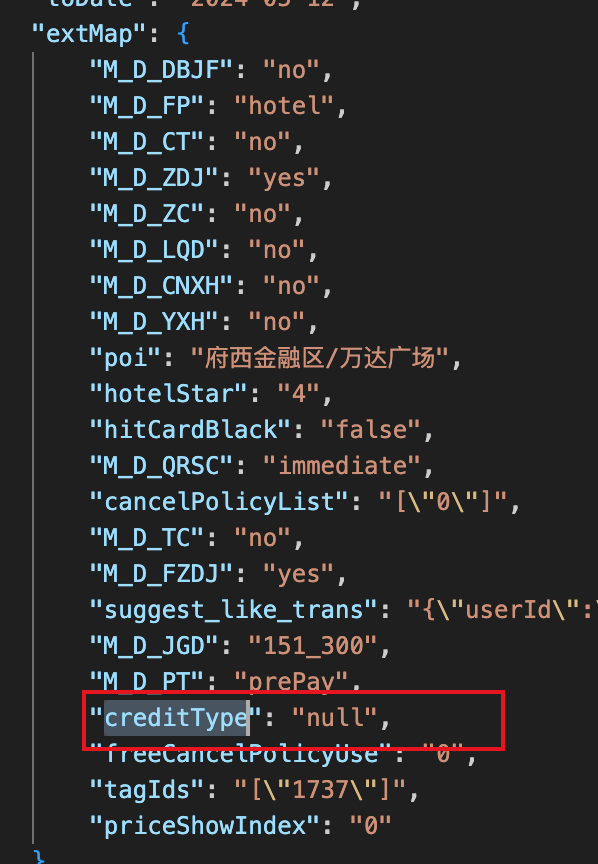 "toDate": "2024-03-12",
"extMap": {
"M_D_DBJF": "no",
"M_D_FP": "hotel",
"M_D_CT": "no",
"M_D_ZDJ": "yes",
"M_D_ZC": "no",
"M_D_LQD": "no",
"M_D_CNXH": "no",
"M_D_YXH": "no",
"poi": "府西金融区/万达广场",
"hotelStar": "4",
"hitCardBlack": "false",
"M_D_QRSC": "immediate",
"cancelPolicyList": "[\"0\"]",
"M_D_TC": "no",
"M_D_FZDJ": "yes",
"suggest_like_trans": "{\"userId\":\
"M_D_JGD": "151_300",
"M_D_PT": "prePay",
"creditType": "null",
"freeCancelPolicyUse": "0",
"tagIds": "[\"1737\"]",
"priceShowIndex": "0"
}